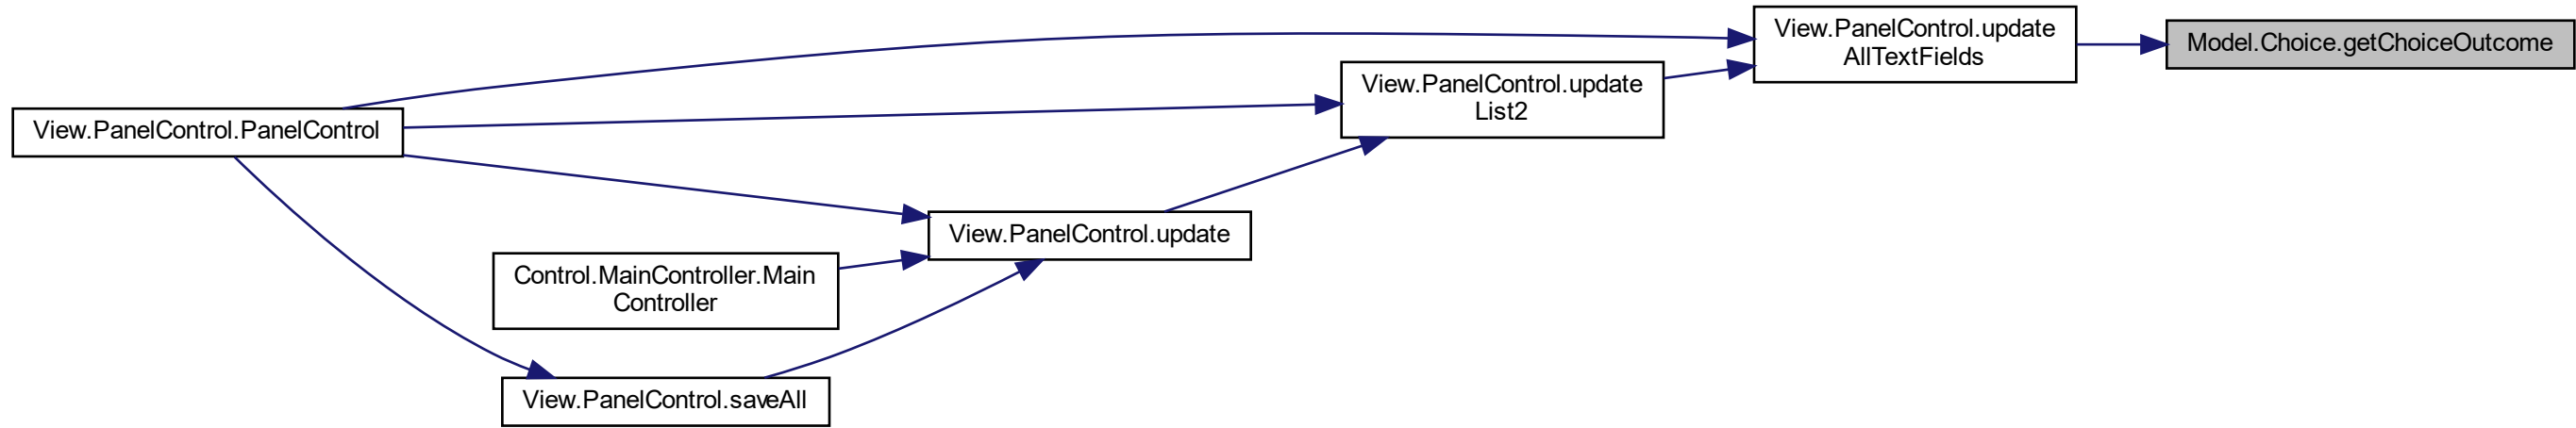 View.PanelControl.update
AllTextFields
Model.Choice.getChoiceOutcome
View.PanelControl.update
List2
View.PanelControl.PanelControl
View.PanelControl.update
Control.MainController.Main
Controller
View.PanelControl.saveAll